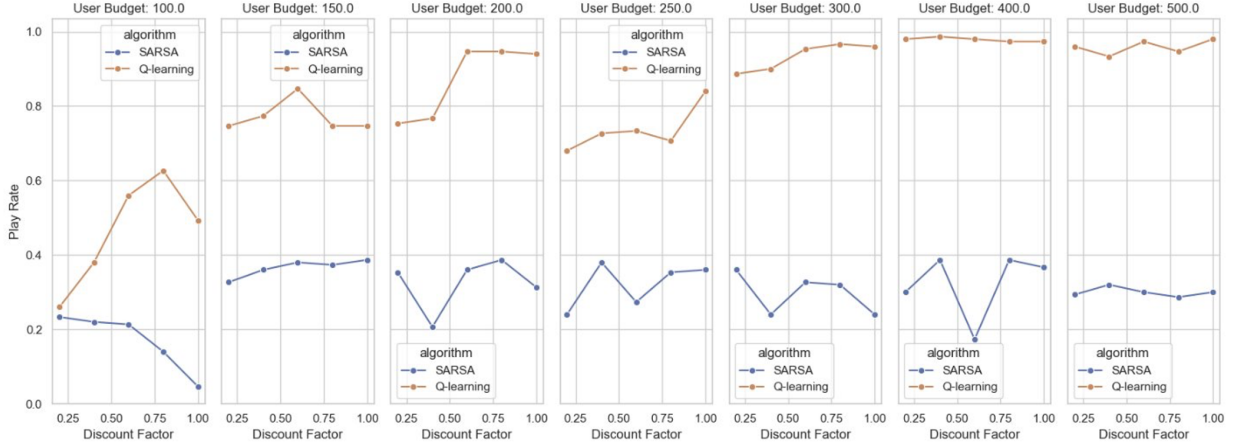 User Budget: 100.0
User Budget: 150.0
User Budget: 200.0
User Budget: 250.0
User Budget: 300.0
User Budget: 400.0
User Budget: 500.0
Play Rate
1.0
0.8
0.6
0.4
0.2
0.0
algorithm
SARSA
Q-learning
algorithm
SARSA
Q-learning
algorithm
SARSA
Q-learning
algorithm
SARSA
Q-learning
algorithm
SARSA
Q-learning
algorithm
SARSA
Q-learning
algorithm
SARSA
Q-learning
0.25 0.50 0.75 1.00
Discount Factor
0.25 0.50 0.75 1.00
Discount Factor
0.25 0.50 0.75 1.00
Discount Factor
0.25 0.50 0.75 1.00
Discount Factor
0.25 0.50 0.75 1.00
Discount Factor
0.25 0.50 0.75 1.00
Discount Factor
0.25 0.50 0.75 1.00
Discount Factor